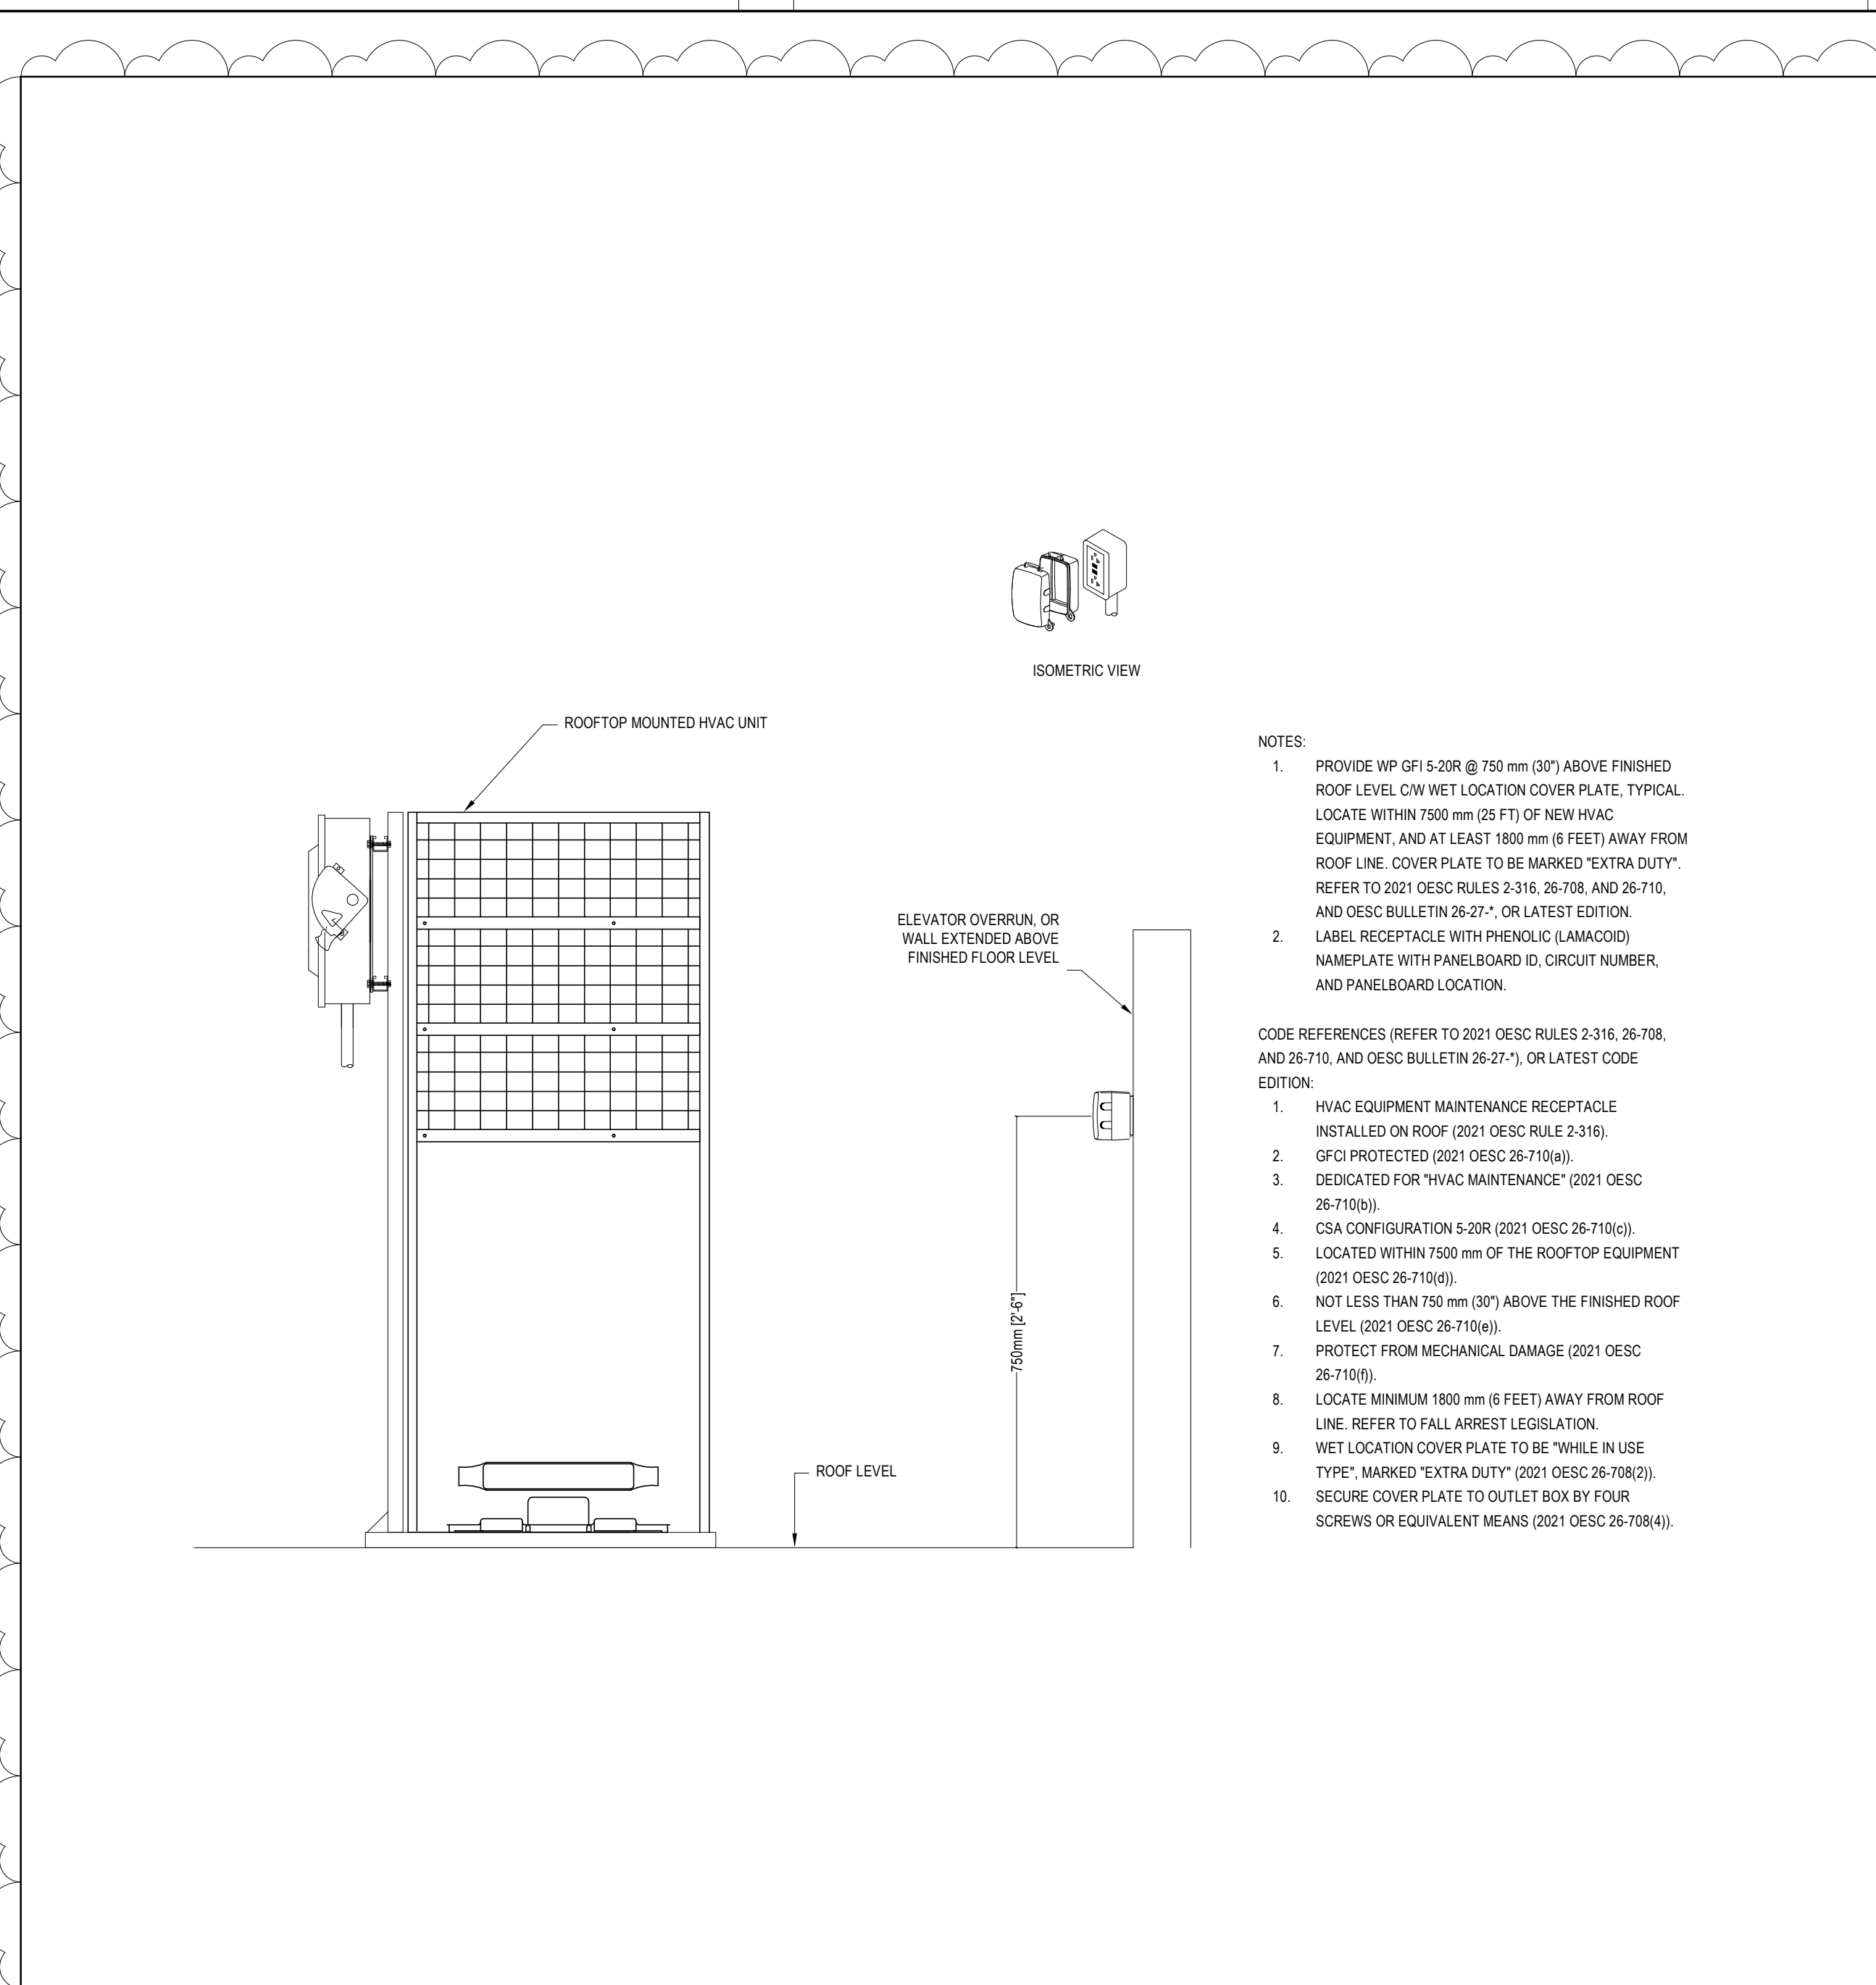 ISOMETRIC VIEW
ROOFTOP MOUNTED HVAC UNIT
ELEVATOR OVERRUN, OR
WALL EXTENDED ABOVE
FINISHED FLOOR LEVEL
750mm [2'-6"]
ROOF LEVEL
NOTES:
1. PROVIDE WP GFI 5-20R @ 750 mm (30") ABOVE FINISHED
ROOF LEVEL C/W WET LOCATION COVER PLATE, TYPICAL.
LOCATE WITHIN 7500 mm (25 FT) OF NEW HVAC
EQUIPMENT, AND AT LEAST 1800 mm (6 FEET) AWAY FROM
ROOF LINE. COVER PLATE TO BE MARKED "EXTRA DUTY".
REFER TO 2021 OESC RULES 2-316, 26-708, AND 26-710,
AND OESC BULLETIN 26-27-*, OR LATEST EDITION.
2. LABEL RECEPTACLE WITH PHENOLIC (LAMACOID)
NAMEPLATE WITH PANELBOARD ID, CIRCUIT NUMBER,
AND PANELBOARD LOCATION.
CODE REFERENCES (REFER TO 2021 OESC RULES 2-316, 26-708,
AND 26-710, AND OESC BULLETIN 26-27-*), OR LATEST CODE
EDITION:
1. HVAC EQUIPMENT MAINTENANCE RECEPTACLE
INSTALLED ON ROOF (2021 OESC RULE 2-316).
2. GFCI PROTECTED (2021 OESC 26-710(a)).
3. DEDICATED FOR "HVAC MAINTENANCE" (2021 OESC
26-710(b)).
4. CSA CONFIGURATION 5-20R (2021 OESC 26-710(c)).
5. LOCATED WITHIN 7500 mm OF THE ROOFTOP EQUIPMENT
(2021 OESC 26-710(d)).
6. NOT LESS THAN 750 mm (30") ABOVE THE FINISHED ROOF
LEVEL (2021 OESC 26-710(e)).
7. PROTECT FROM MECHANICAL DAMAGE (2021 OESC
26-710(f)).
8. LOCATE MINIMUM 1800 mm (6 FEET) AWAY FROM ROOF
LINE. REFER TO FALL ARREST LEGISLATION.
9. WET LOCATION COVER PLATE TO BE "WHILE IN USE
TYPE", MARKED "EXTRA DUTY" (2021 OESC 26-708(2)).
10. SECURE COVER PLATE TO OUTLET BOX BY FOUR
SCREWS OR EQUIVALENT MEANS (2021 OESC 26-708(4)).